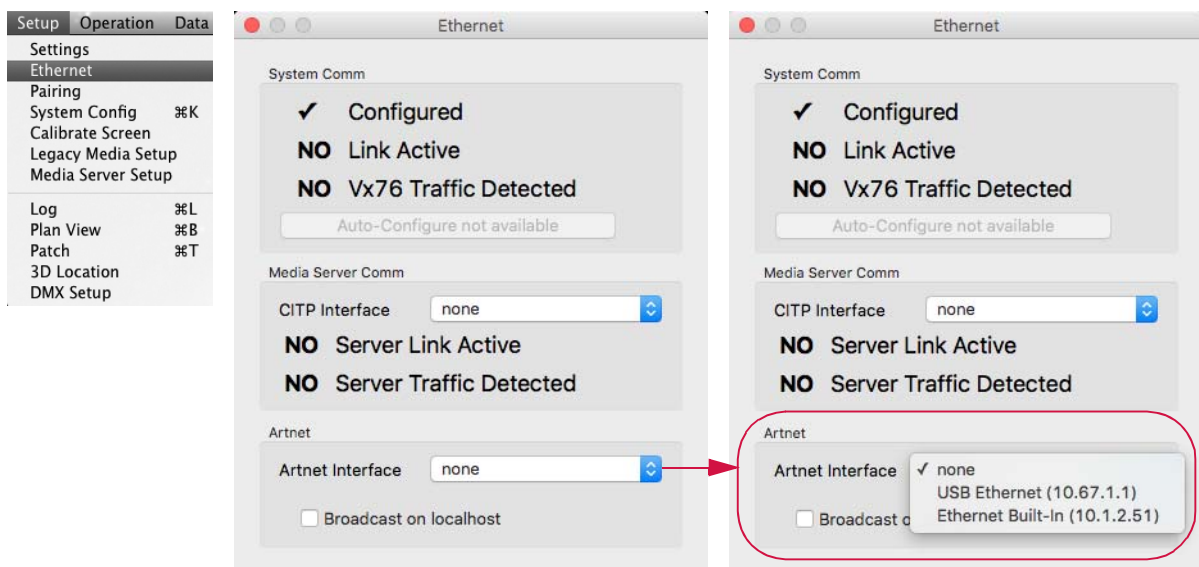 Setup Operation Data
Settings
Ethernet
Pairing
System Config ⌘K
Calibrate Screen
Legacy Media Setup
Media Server Setup
Log ⌘L
Plan View ⌘B
Patch ⌘T
3D Location
DMX Setup
Ethernet
System Comm
✓ Configured
NO Link Active
NO Vx76 Traffic Detected
Auto-Configure not available
Media Server Comm
CITP Interface none
NO Server Link Active
NO Server Traffic Detected
Artnet
Artnet Interface none
Broadcast on localhost
Ethernet
System Comm
✓ Configured
NO Link Active
NO Vx76 Traffic Detected
Auto-Configure not available
Media Server Comm
CITP Interface none
NO Server Link Active
NO Server Traffic Detected
Artnet
Artnet Interface ✓ none
USB Ethernet (10.67.1.1)
Broadcast o
Ethernet Built-In (10.1.2.51)